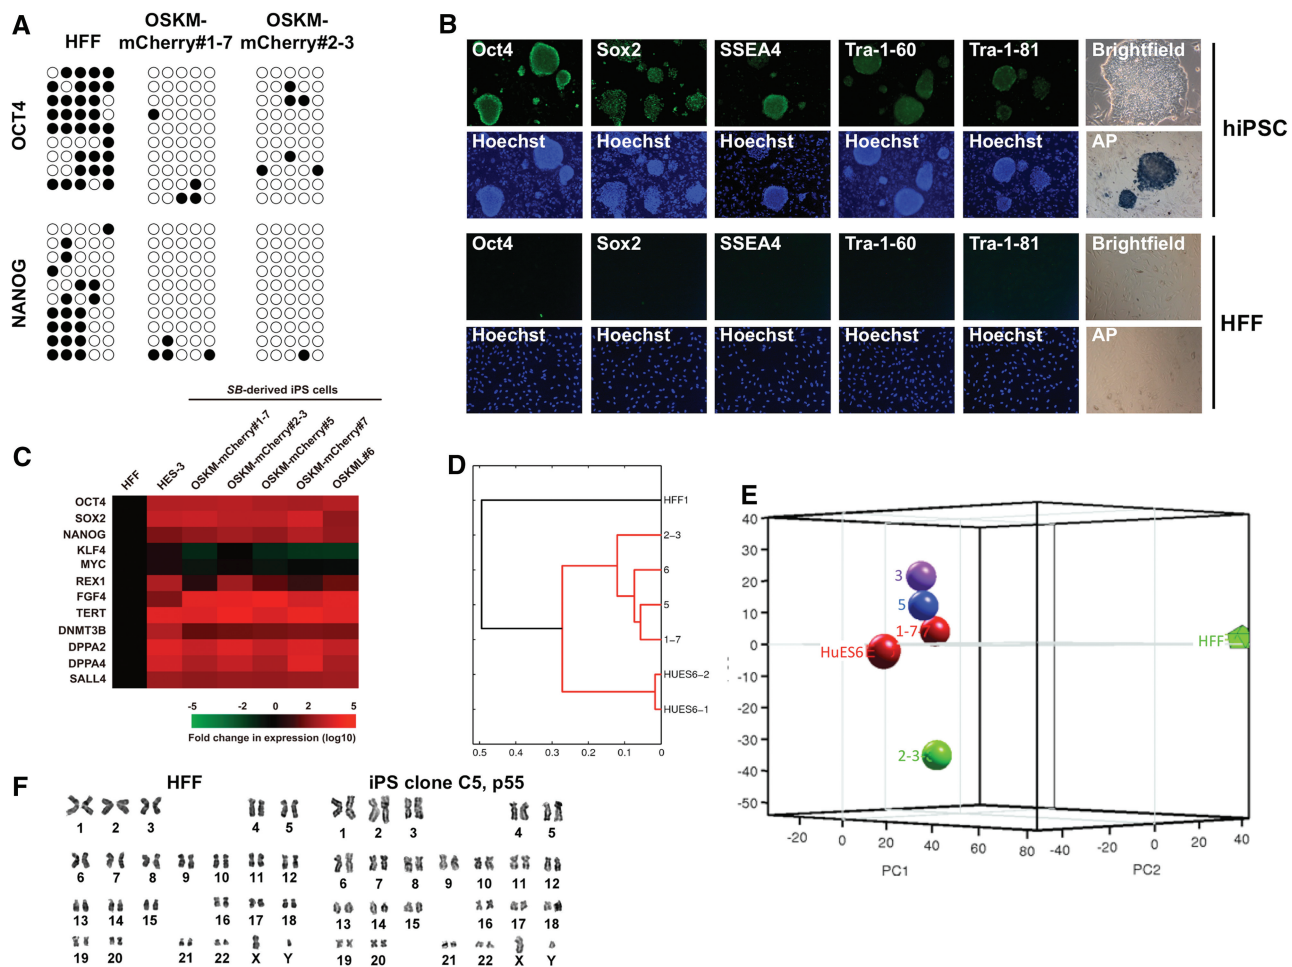 A
HFF
OSKM-
mCherry#1-7
OSKM-
mCherry#2-3
OCT4
NANOG
B
Oct4
Sox2
SSEA4
Tra-1-60
Tra-1-81
Brightfield
Hoechst
Hoechst
Hoechst
Hoechst
Hoechst
AP
hiPSC
Oct4
Sox2
SSEA4
Tra-1-60
Tra-1-81
Brightfield
Hoechst
Hoechst
Hoechst
Hoechst
Hoechst
AP
HFF
C
SB-derived iPS cells
HFF
HES-3
OSKM-mCherry#1-7
OSKM-mCherry#2-3
OSKM-mCherry#5
OSKM-mCherry#7
OSKML#6
OCT4
SOX2
NANOG
KLF4
MYC
REX1
FGF4
TERT
DNMT3B
DPPA2
DPPA4
SALL4
-5 -2 0 2 5
Fold change in expression (log10)
D
HFF1
2-3
6
5
1-7
HUES6-2
HUES6-1
0.5 0.4 0.3 0.2 0.1 0
E
40
30
20
10
0
-10
-20
-30
-40
-50
3
5
1-7-7
HuES6
2-3
HFF
-20 0 20 40 60 80
PC1
-40 -20 0 20 40
PC2
F
HFF
1 2 3 4 5
6 7 8 9 10 11 12
13 14 15 16 17 18
19 20 21 22 X Y
iPS clone C5, p55
1 2 3 4 5
6 7 8 9 10 11 12
13 14 15 16 17 18
19 20 21 22 X Y